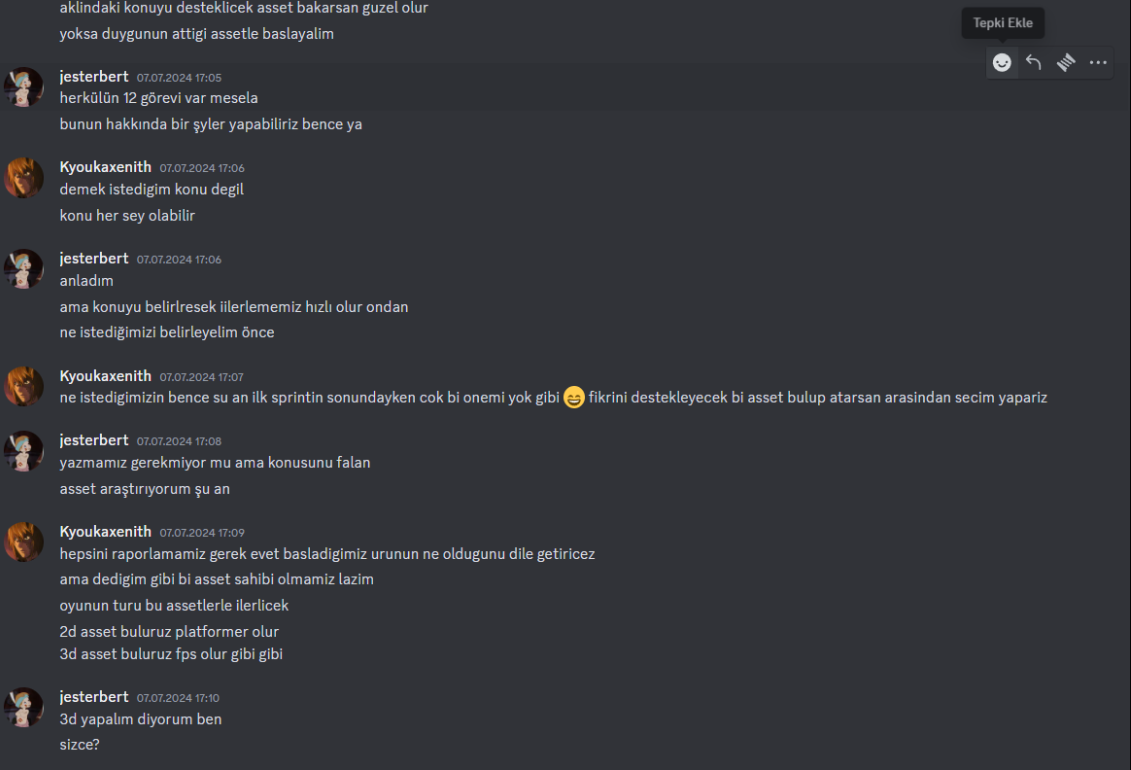 aklindaki konuyu desteklicek asset bakarsan guzel olur
yoksa duygunun attigi assetle baslayalim
Tepki Ekle
jesterbert 07.07.2024 17:05
herkülün 12 görevi var mesela
bunun hakkında bir şyler yapabiliriz bence ya
Kyoukaxenith 07.07.2024 17:06
demek istedigim konu degil
konu her sey olabilir
jesterbert 07.07.2024 17:06
anladım
ama konuyu belirlresek iilerlememiz hızlı olur ondan
ne istediğimizi belirleyelim önce
Kyoukaxenith 07.07.2024 17:07
ne istedigimizin bence su an ilk sprintin sonundayken cok bi onemi yok gibi 😄 fikrini destekleyecek bi asset bulup atarsan arasindan secim yapariz
jesterbert 07.07.2024 17:08
yazmamız gerekmiyor mu ama konusunu falan
asset araştırıyorum şu an
Kyoukaxenith 07.07.2024 17:09
hepsini raporlamamiz gerek evet basladigimiz urunun ne oldugunu dile getiricez
ama dedigim gibi bi asset sahibi olmamiz lazim
oyunun turu bu assetlerle ilerlicek
2d asset buluruz platformer olur
3d asset buluruz fps olur gibi gibi
jesterbert 07.07.2024 17:10
3d yapalım diyorum ben
sizce?